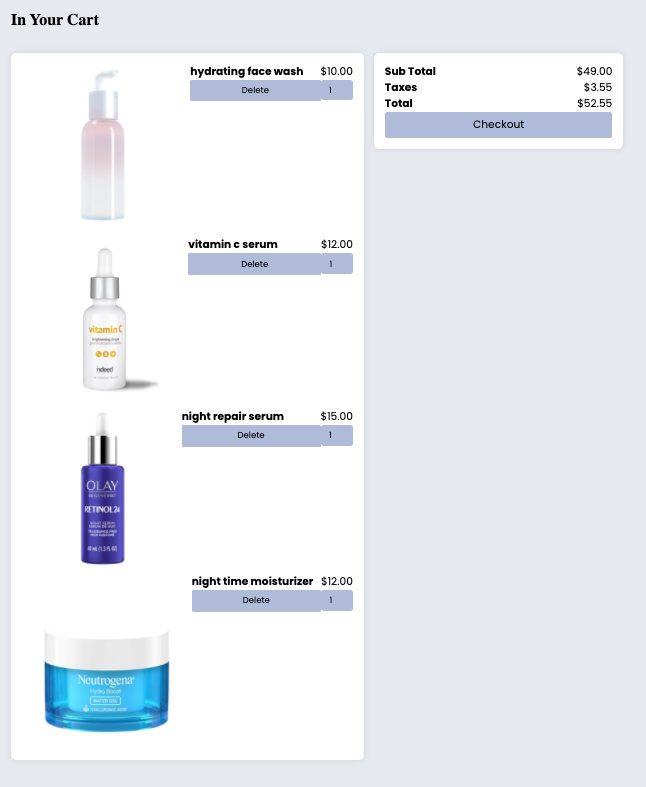 In Your Cart
hydrating face wash $10.00
Delete 1
vitamin c serum $12.00
Delete 1
vitamin C
indeed
night repair serum $15.00
Delete 1
OLAY
RETINOL24
night time moisturizer $12.00
Delete 1
Neutrogena
Hydro Boost
WATER GEL
Sub Total $49.00
Taxes $3.55
Total $52.55
Checkout